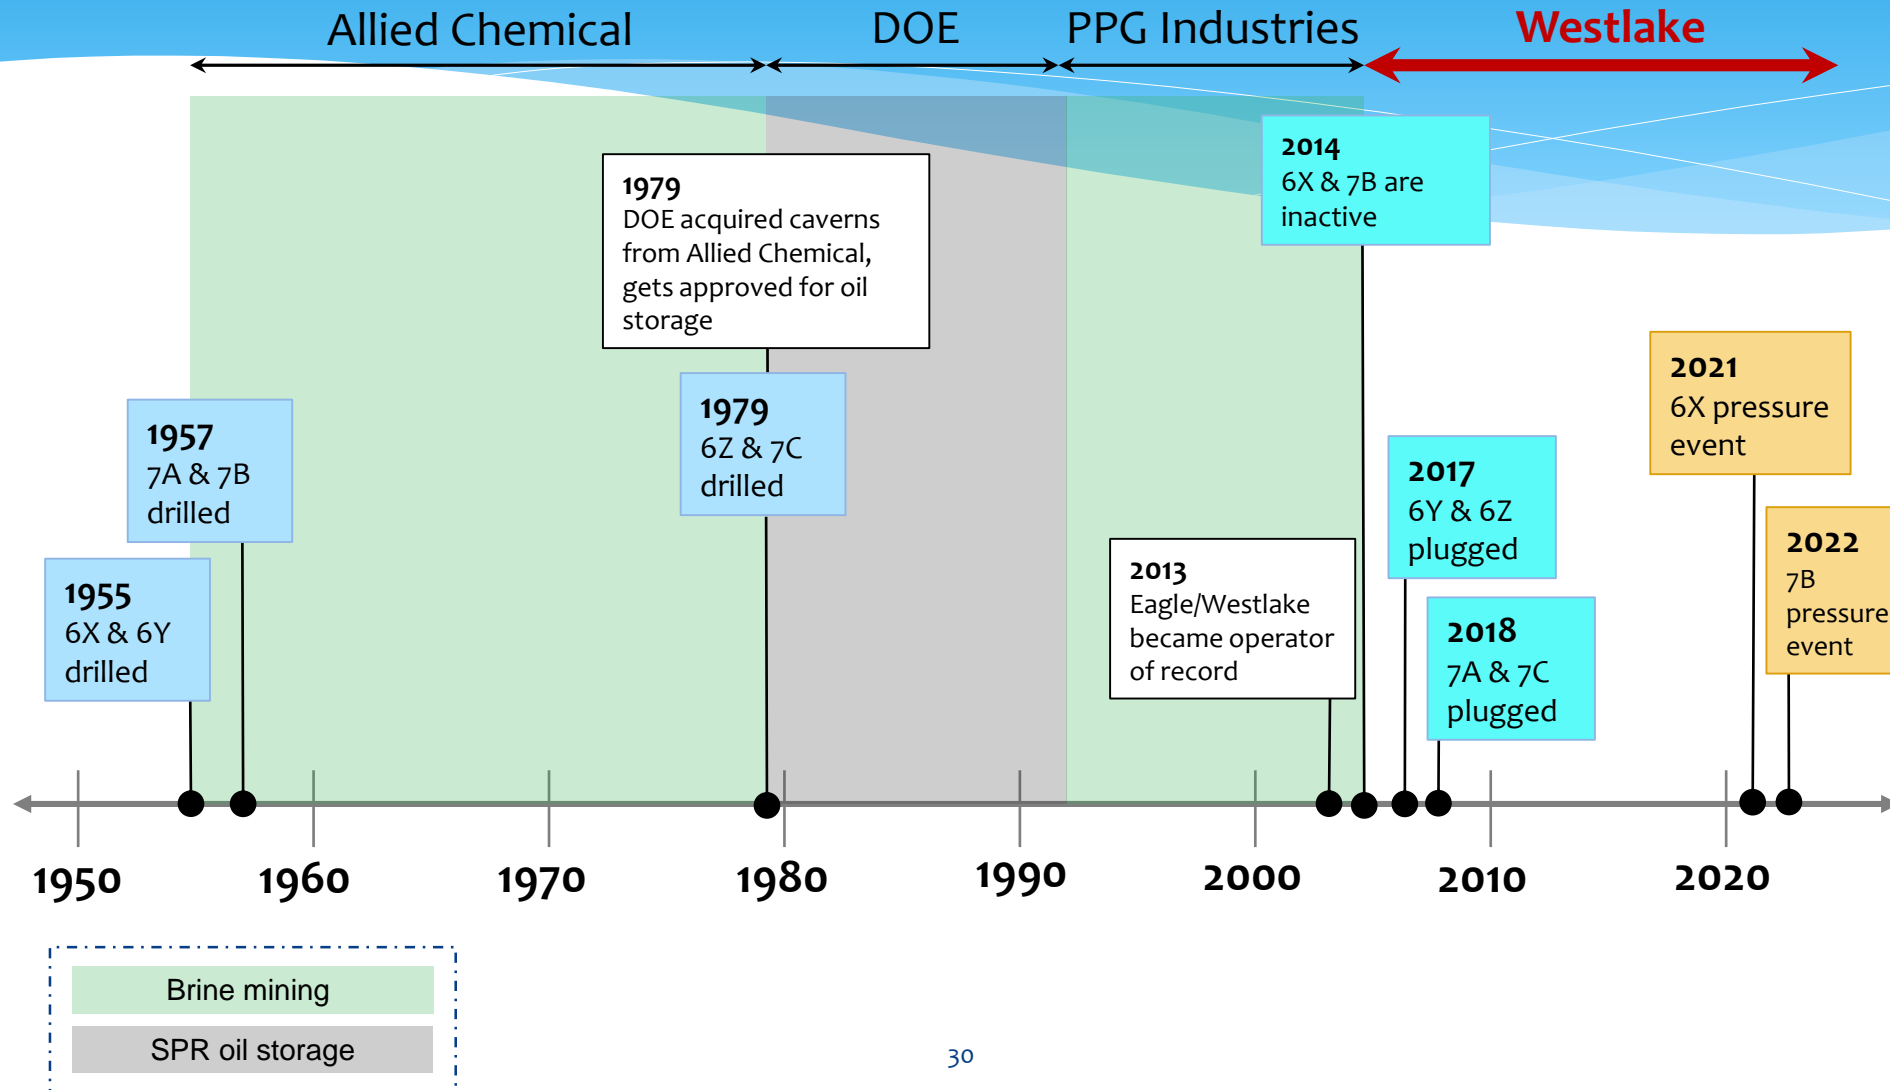 Allied Chemical
DOE
PPG Industries
Westlake
1979
DOE acquired caverns
from Allied Chemical,
gets approved for oil
storage
2014
6X & 7B are
inactive
1957
7A & 7B
drilled
1979
6Z & 7C
drilled
2021
6X pressure
event
2017
6Y & 6Z
plugged
2022
7B
pressure
event
1955
6X & 6Y
drilled
2013
Eagle/Westlake
became operator
of record
2018
7A & 7C
plugged
1950
1960
1970
1980
1990
2000
2010
2020
Brine mining
SPR oil storage
30